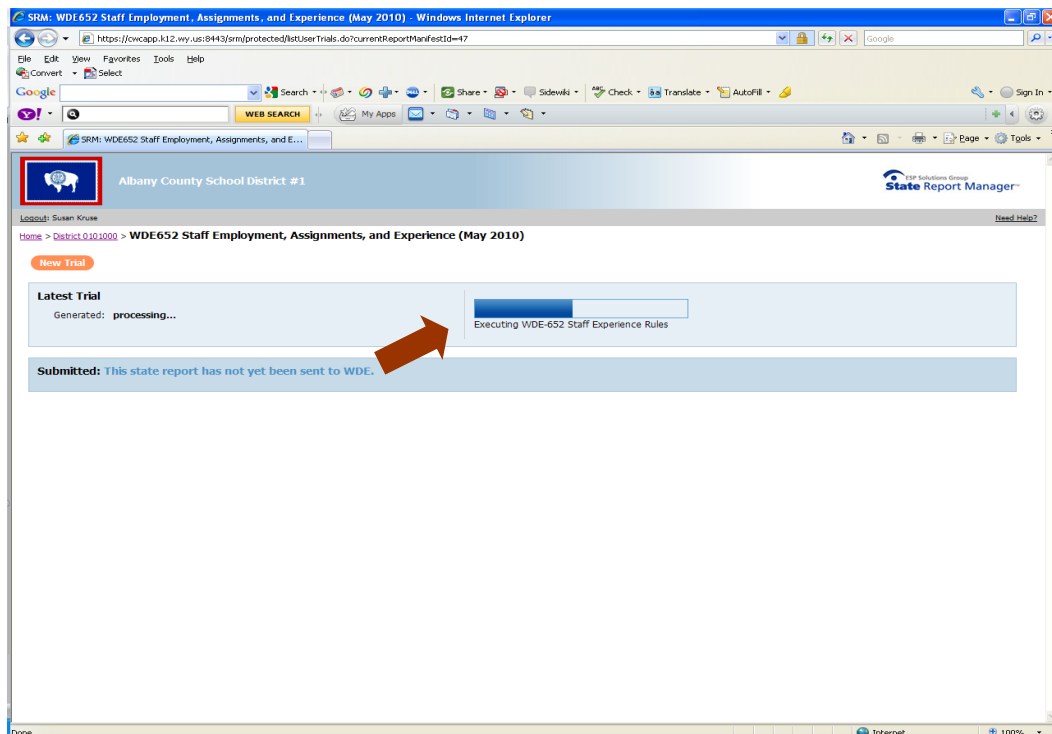 SRM: WDE652 Staff Employment, Assignments, and Experience (May 2010) - Windows Internet Explorer
https://cwcapp.k12.wy.us:8443/srm/protected/listUserTrials.do?currentReportManifestId=47
Google
File Edit View Favorites Tools Help
Convert Select
Google Search Share Sidewiki Check Translate AutoFill Sign In
Y! WEB SEARCH My Apps
SRM: WDE652 Staff Employment, Assignments, and E... Page Tools
Albany County School District #1
ESP Solutions Group
State Report Manager
Logout: Susan Kruse Need Help?
Home > District 0101000 > WDE652 Staff Employment, Assignments, and Experience (May 2010)
New Trial
Latest Trial
Generated: processing...
Executing WDE-652 Staff Experience Rules
Submitted: This state report has not yet been sent to WDE.
Done Internet 100%